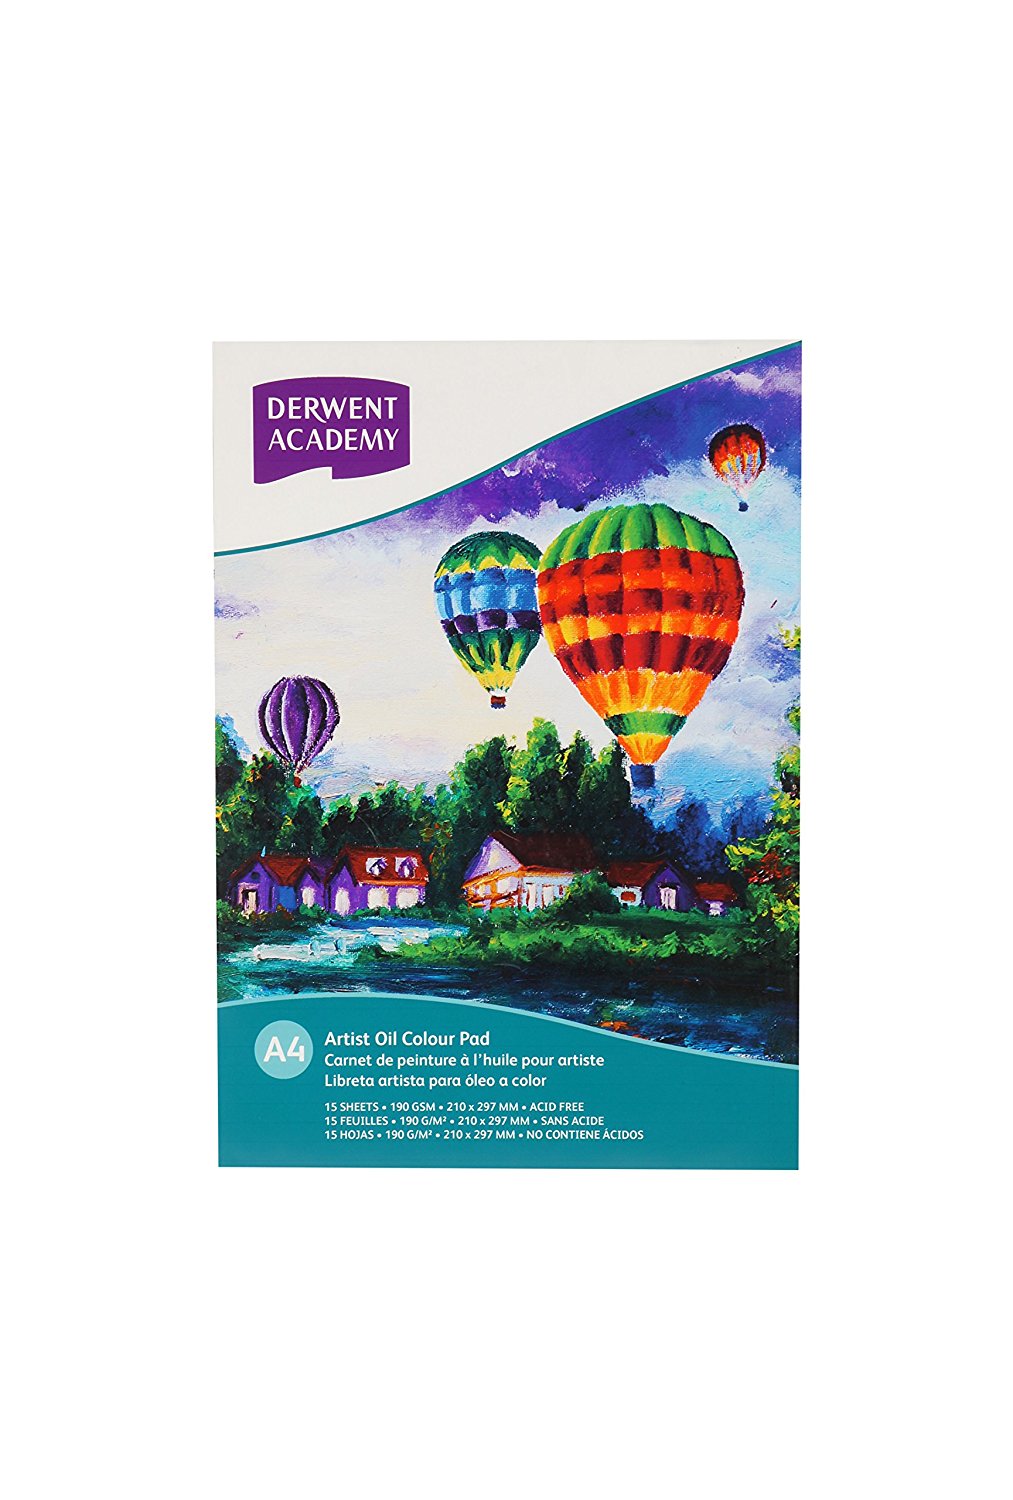 DERWENT
ACADEMY
A4
Artist Oil Colour Pad
Carnet de peinture à l'huile pour artiste
Libreta artista para óleo a color
15 SHEETS • 190 GSM • 210 x 297 MM • ACID FREE
15 FEUILLES • 190 G/M² • 210 x 297 MM • SANS ACIDE
15 HOJAS • 190 G/M² • 210 x 297 MM • NO CONTIENE ÁCIDOS